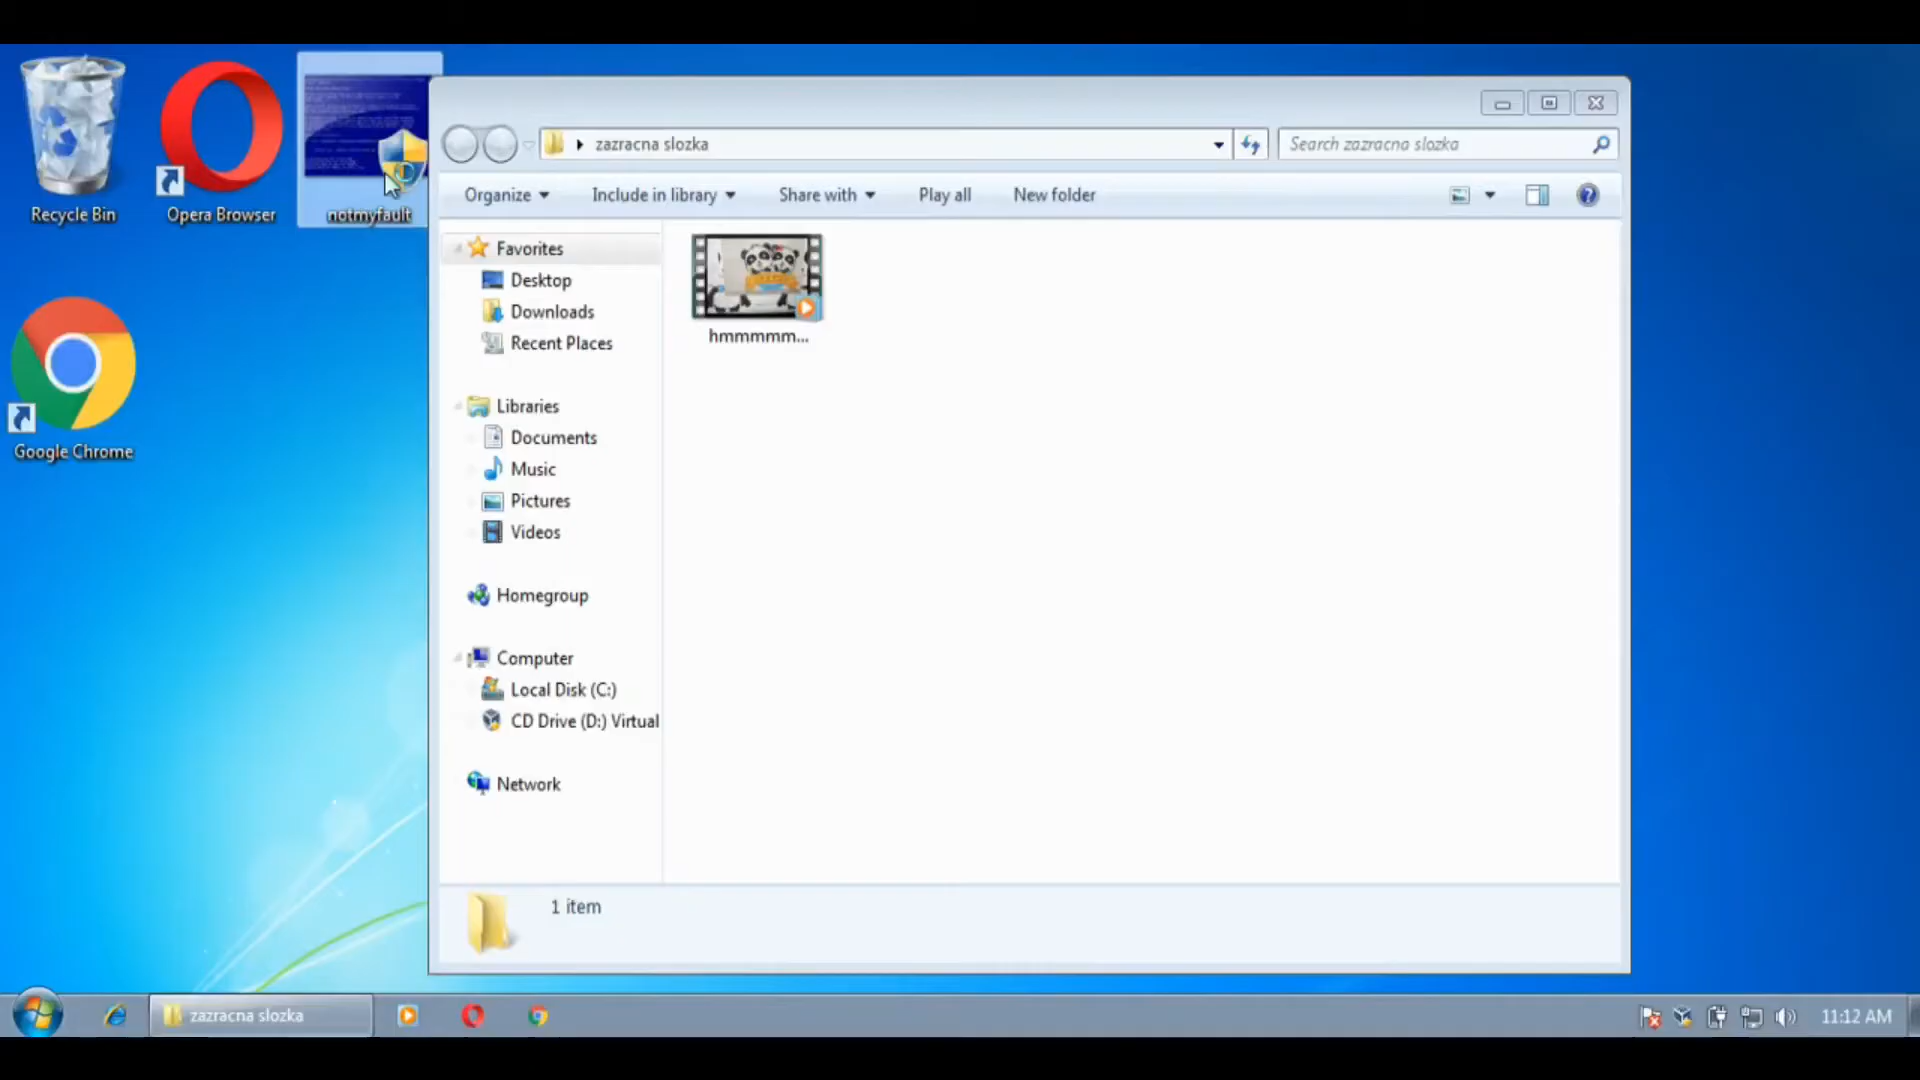 Recycle Bin
Opera Browser
notmyfault
Google Chrome
zazracna slozka
Search zazracna slozka
Organize
Include in library
Share with
Play all
New folder
Favorites
Desktop
Downloads
Recent Places
Libraries
Documents
Music
Pictures
Videos
Homegroup
Computer
Local Disk (C:)
CD Drive (D:) Virtual
Network
hmmmmm...
1 item
zazracna slozka
11:12 AM